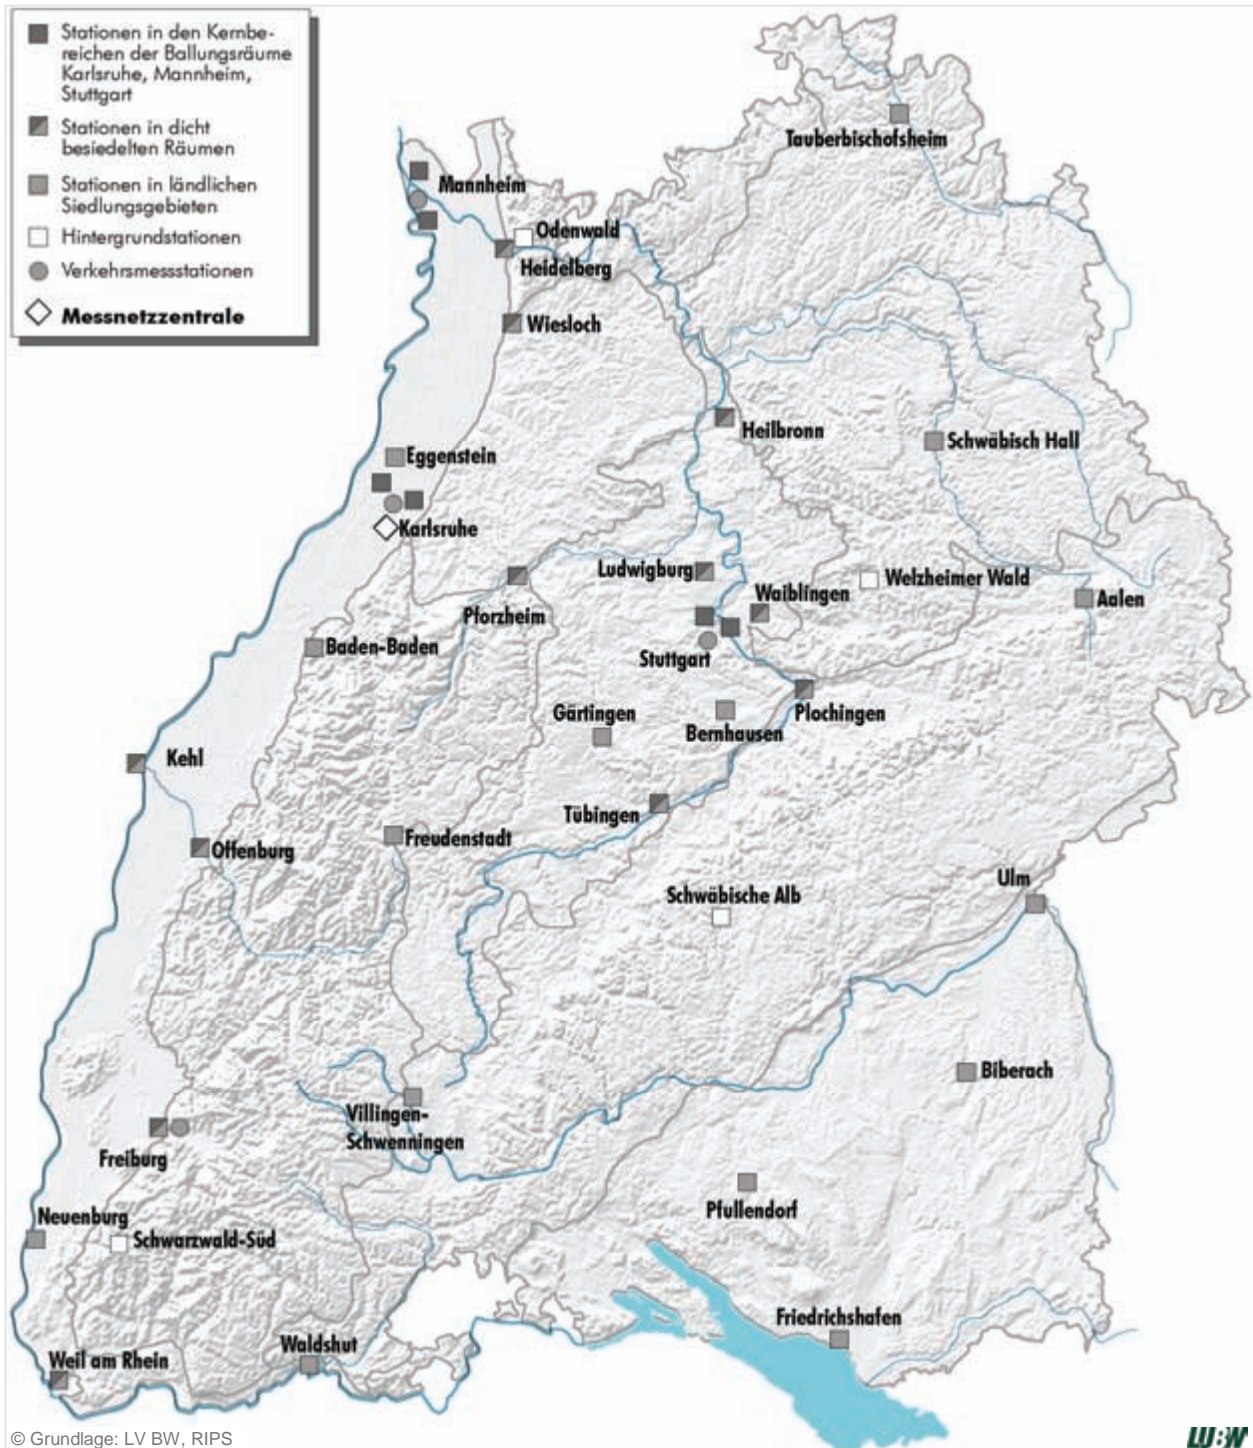 Stationen in den Kernbe-
reichen der Ballungsräume
Karlsruhe, Mannheim,
Stuttgart
Stationen in dicht
besiedelten Räumen
Stationen in ländlichen
Siedlungsgebieten
Hintergrundstationen
Verkehrsmessstationen
Messnetzzentrale
Tauberbischofsheim
Mannheim
Odenwald
Heidelberg
Wiesloch
Heilbronn
Schwäbisch Hall
Eggenstein
Karlsruhe
Ludwigburg
Welzheimer Wald
Waiblingen
Aalen
Pforzheim
Baden-Baden
Stuttgart
Gärtingen
Plochingen
Bernhausen
Kehl
Tübingen
Freudenstadt
Offenburg
Ulm
Schwäbische Alb
Biberach
Villingen-
Schwenningen
Freiburg
Pfullendorf
Neuenburg
Schwarzwald-Süd
Friedrichshafen
Waldshut
Weil am Rhein
© Grundlage: LV BW, RIPS
LUBW